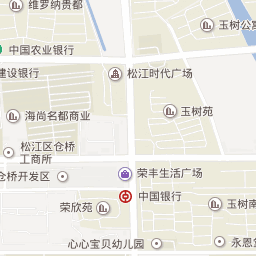 维罗纳贵都
玉树公寓
中国农业银行
建设银行
松江时代广场
海尚名都商业
玉树苑
松江区仓桥
工商所
仓桥开发区
荣丰生活广场
中国银行
荣欣苑
玉树南
心心宝贝幼儿园
永恩